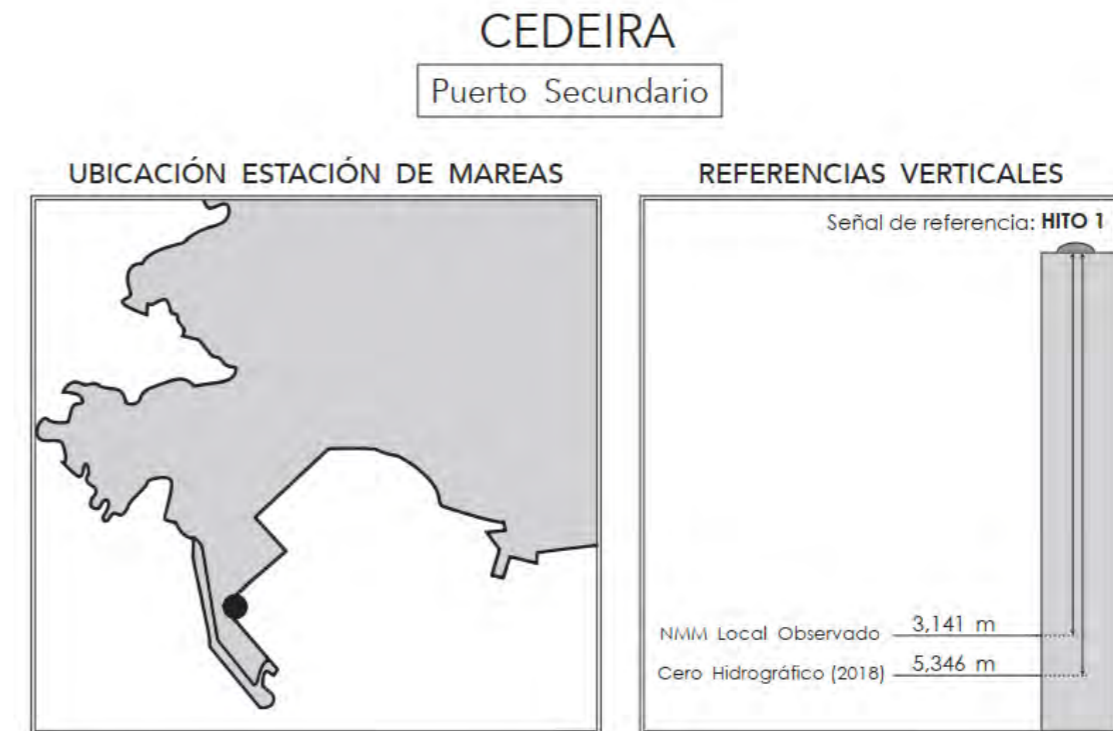 CEDEIRA
Puerto Secundario
UBICACIÓN ESTACIÓN DE MAREAS
REFERENCIAS VERTICALES
Señal de referencia: HITO 1
NMM Local Observado 3,141 m
Cero Hidrográfico (2018) 5,346 m